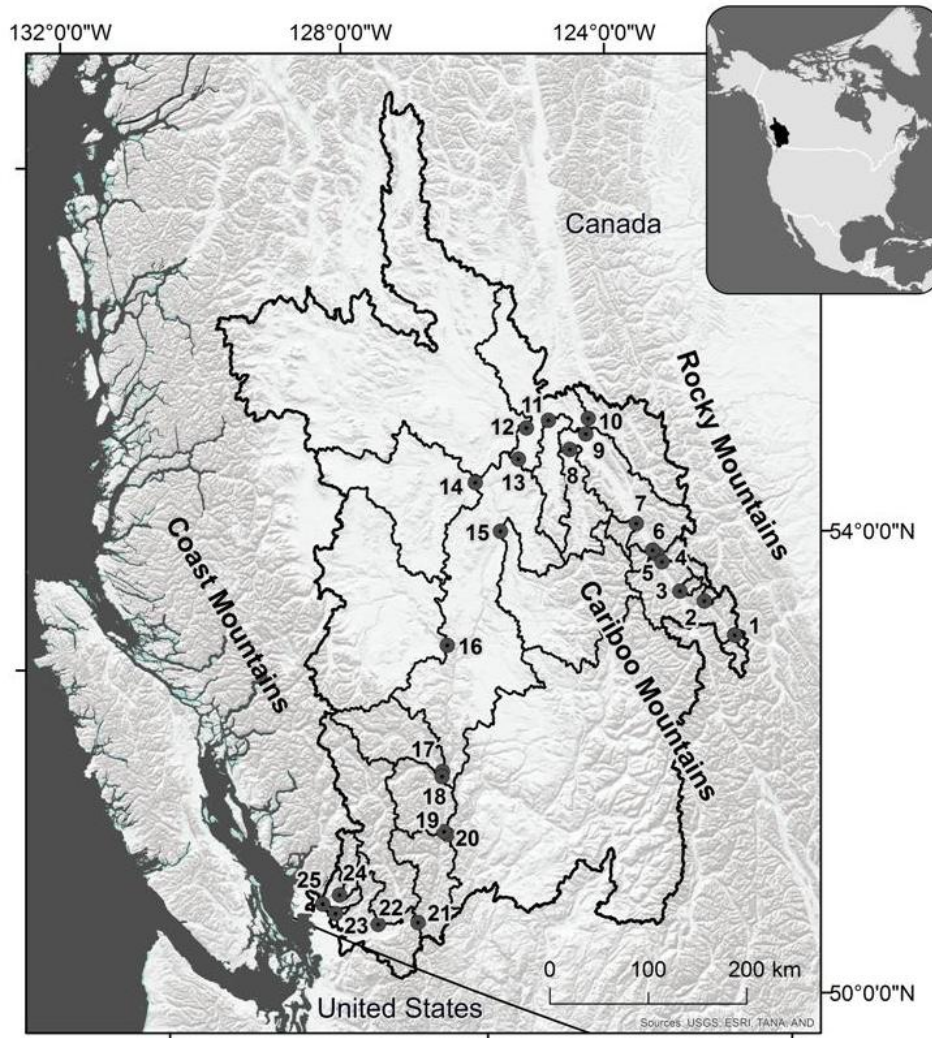 132°0'0"W
128°0'0"W
124°0'0"W
Canada
Rocky Mountains
11
10
12
9
13
8
14
7
15
6
54°0'0"N
4
5
3
Coast Mountains
2
1
Cariboo Mountains
16
17
18
19
20
25
24
22
21
23
0
100
200 km
50°0'0"N
United States
Sources: USGS, ESRI, TANA, AND